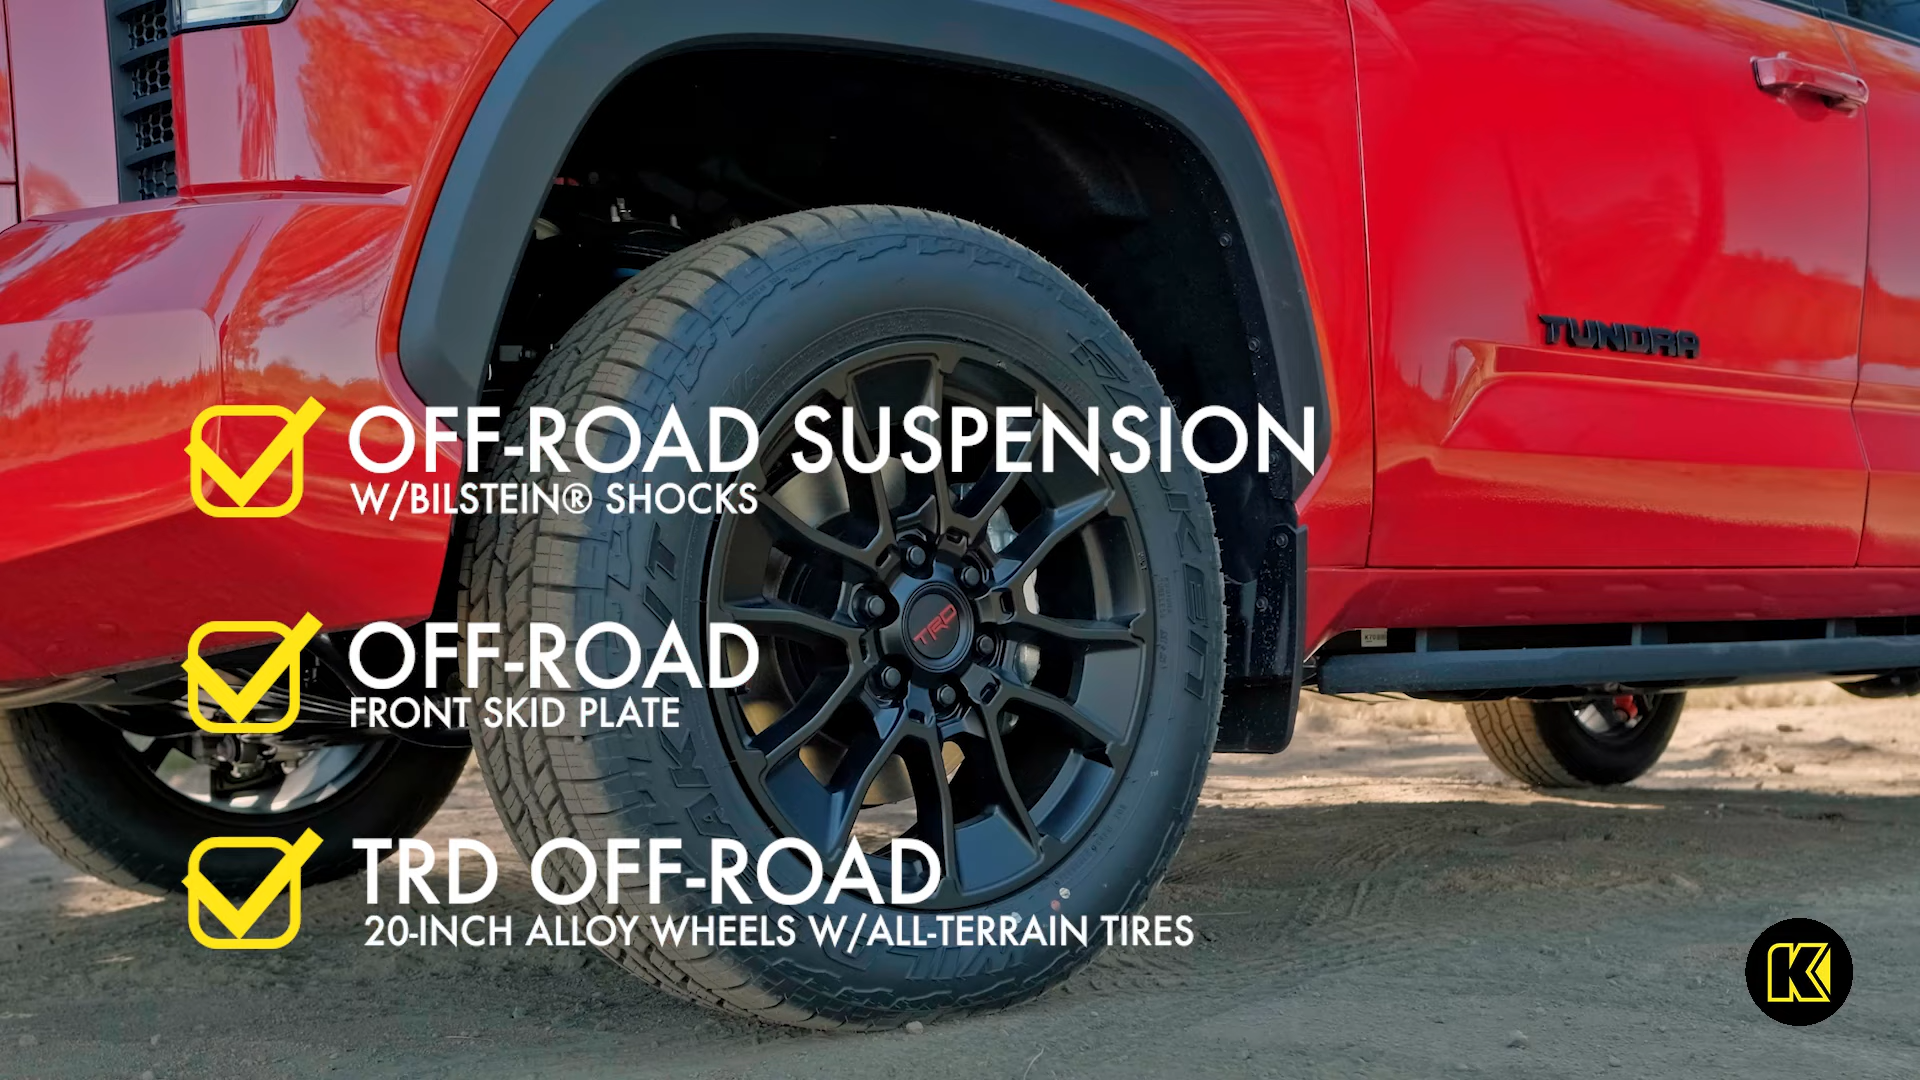 TUNDRA
OFF-ROAD SUSPENSION
W/BILSTEIN® SHOCKS
TRD
OFF-ROAD
FRONT SKID PLATE
TRD OFF-ROAD
20-INCH ALLOY WHEELS W/ALL-TERRAIN TIRES
K